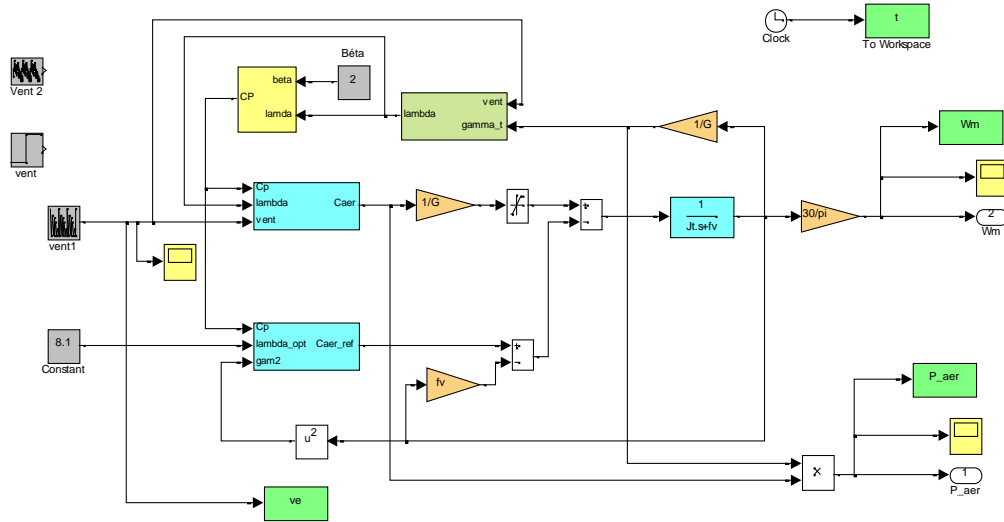 t
Clock
To Workspace
Vent 2
Béta
2
beta
CP
lamda
lambda
vent
gamma_t
1/G
Wm
vent
Cp
lambda
vent
Caer
1/G
+
-
1
Jt.s+fv
30/pi
2
Wm
vent1
8.1
Constant
Cp
lambda_opt
gam2
Caer_ref
+
-
fv
P_aer
u2
×
1
P_aer
ve